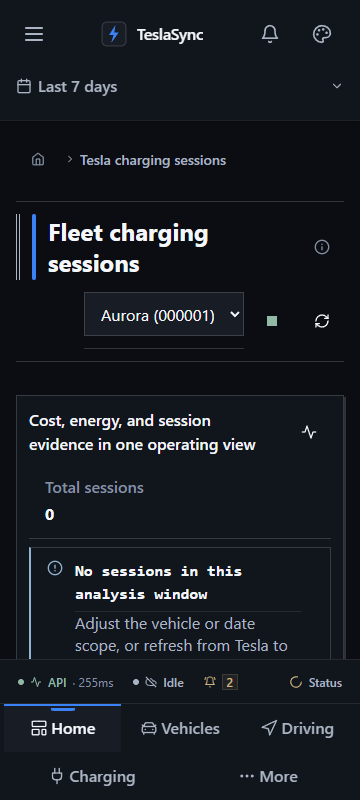 TeslaSync
Last 7 days
Tesla charging sessions
Fleet charging
sessions
Aurora (000001)
Cost, energy, and session
evidence in one operating view
Total sessions
0
No sessions in this
analysis window
Adjust the vehicle or date
scope, or refresh from Tesla to
API · 255ms
Idle
2
Status
Home
Vehicles
Driving
Charging
More